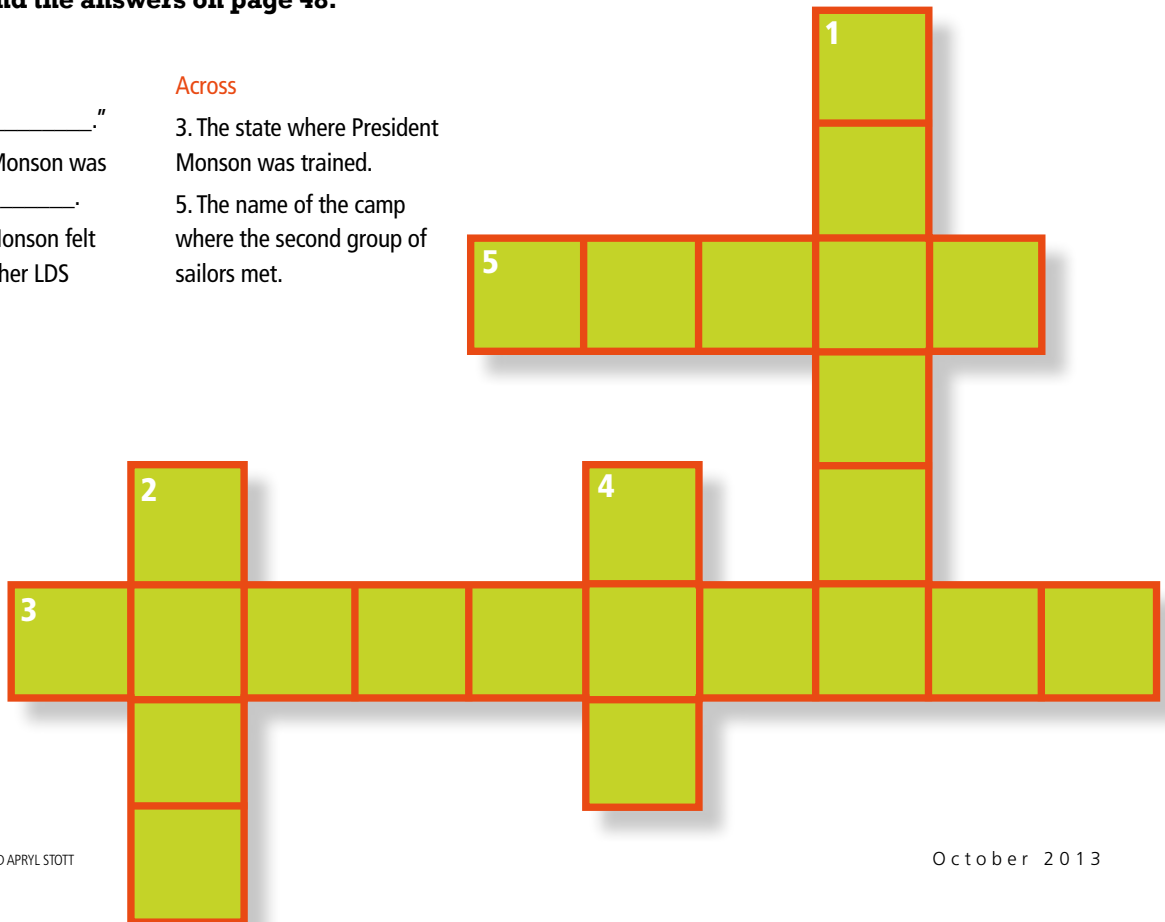 nd the answers on page 48.
________."
Monson was
_______.
Monson felt
her LDS
Across
3. The state where President
Monson was trained.
5. The name of the camp
where the second group of
sailors met.
1
5
2
4
3
D APRYL STOTT
October 2013